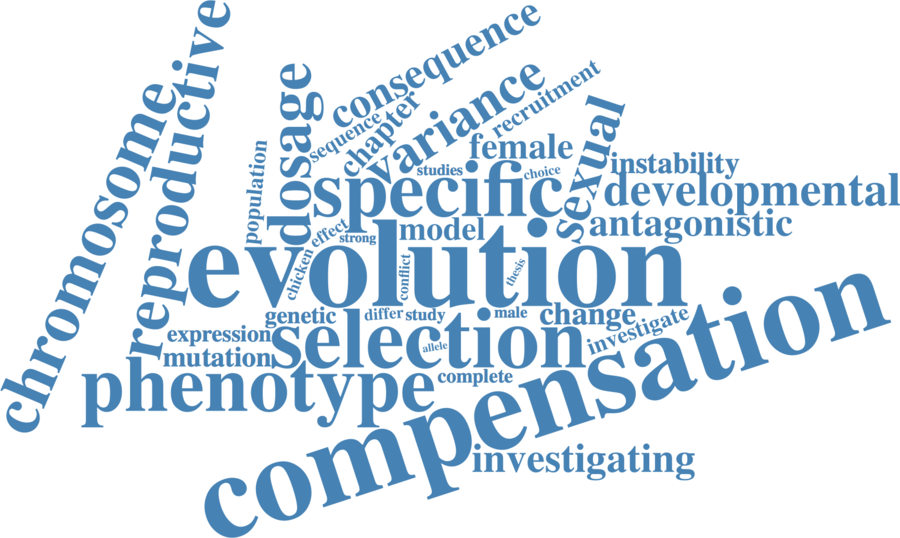 chromosome
reproductive
consequence
dosage
sequence
chapter
variance
recruitment
population
studies
female
choice
sexual
instability
specific
developmental
antagonistic
chicken
effect
strong
model
evolution
conflict
thesis
genetic
differ
study
male
change
expression
selection
allele
investigate
mutation
phenotype
complete
compensation
investigating